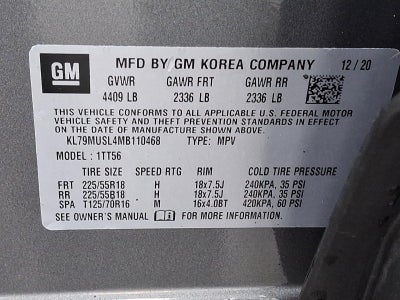 GM
MFD BY GM KOREA COMPANY 12/20
GVWR GAWR FRT GAWR RR
4409 LB 2336 LB 2336 LB
THIS VEHICLE CONFORMS TO ALL APPLICABLE U.S. FEDERAL MOTOR
VEHICLE SAFETY AND THEFT PREVENTION STANDARDS IN EFFECT
ON THE DATE OF MANUFACTURE SHOWN ABOVE.
KL79MUSL4MB110468 TYPE: MPV
MODEL : 1TT56
TIRE SIZE SPEED RTG RIM COLD TIRE PRESSURE
FRT 225/55R18 H 18x7.5J 240KPA, 35 PSI
RR 225/55R18 H 18x7.5J 240KPA, 35 PSI
SPA T125/70R16 M 16x4.0BT 420KPA, 60 PSI
SEE OWNER'S MANUAL FOR MORE INFORMATION.